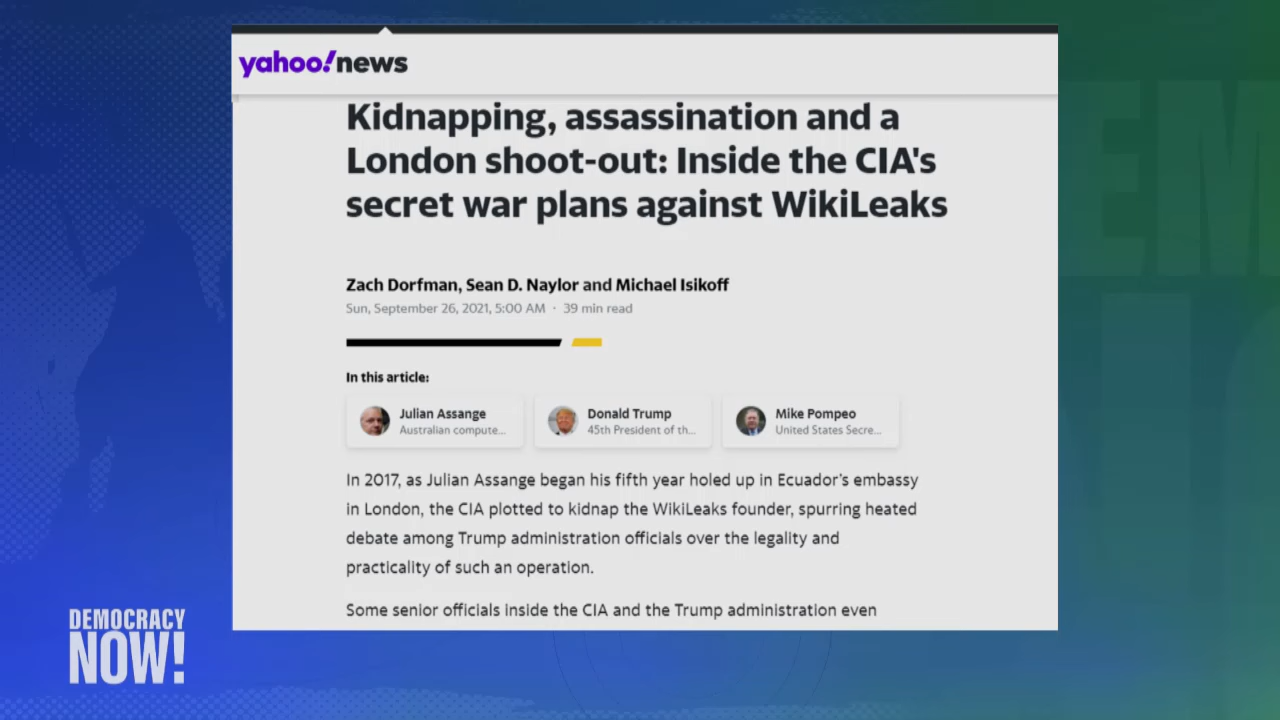 yahoo!news
Kidnapping, assassination and a
London shoot-out: Inside the CIA's
secret war plans against WikiLeaks
Zach Dorfman, Sean D. Naylor and Michael Isikoff
Sun, September 26, 2021, 5:00 AM · 39 min read
In this article:
Julian Assange
Australian compute...
Donald Trump
45th President of th...
Mike Pompeo
United States Secre...
In 2017, as Julian Assange began his fifth year holed up in Ecuador's embassy
in London, the CIA plotted to kidnap the WikiLeaks founder, spurring heated
debate among Trump administration officials over the legality and
practicality of such an operation.
Some senior officials inside the CIA and the Trump administration even
DEMOCRACY
NOW!